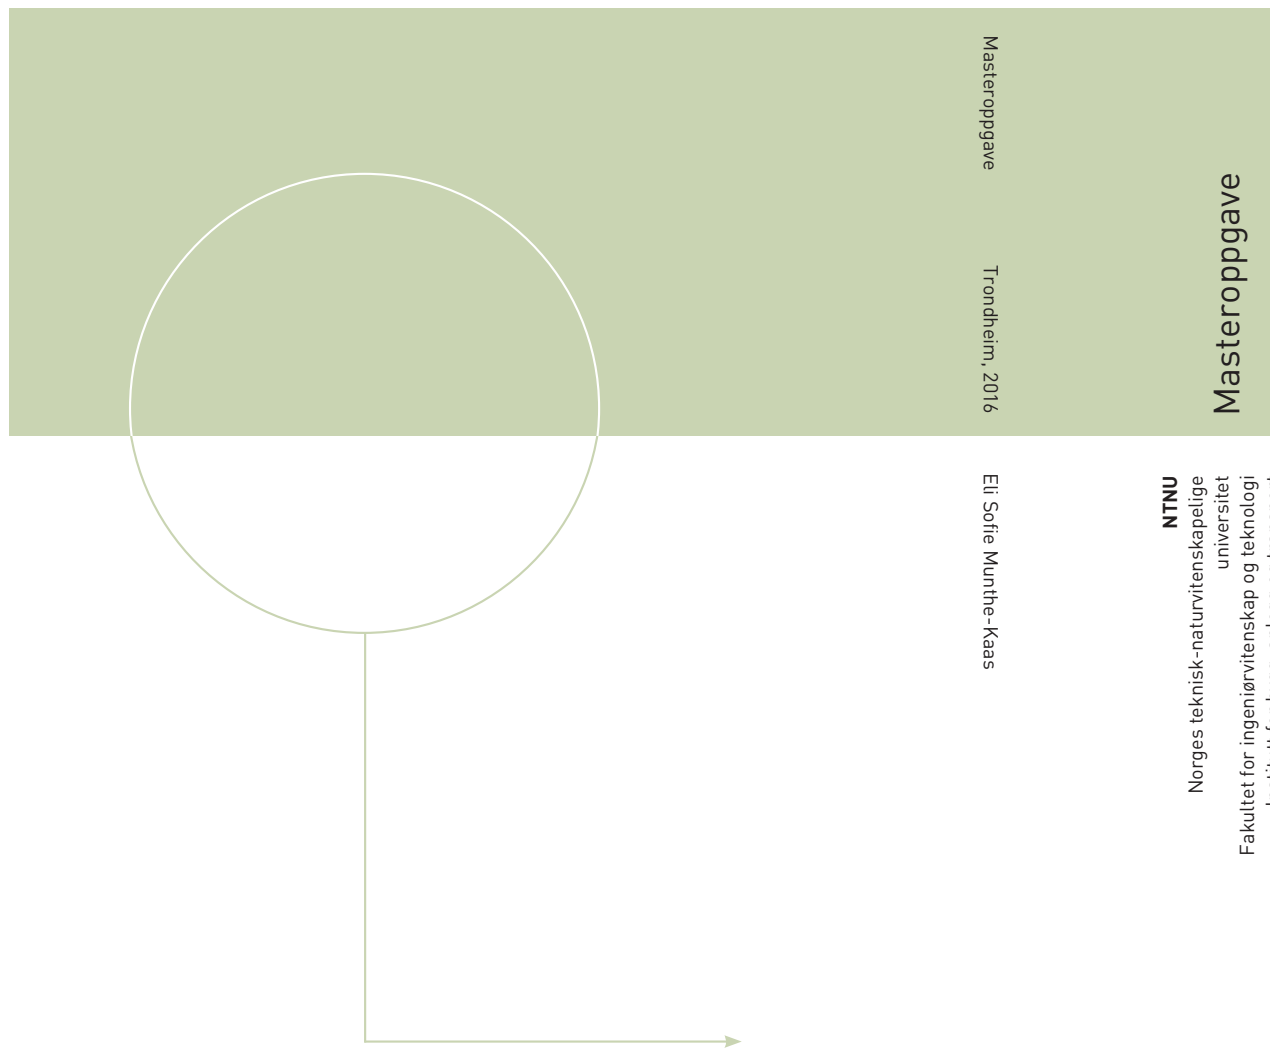 Masteroppgave
Trondheim, 2016
Eli Sofie Munthe-Kaas
Masteroppgave
NTNU
Norges teknisk-naturvitenskapelige
universitet
Fakultet for ingeniørvitenskap og teknologi